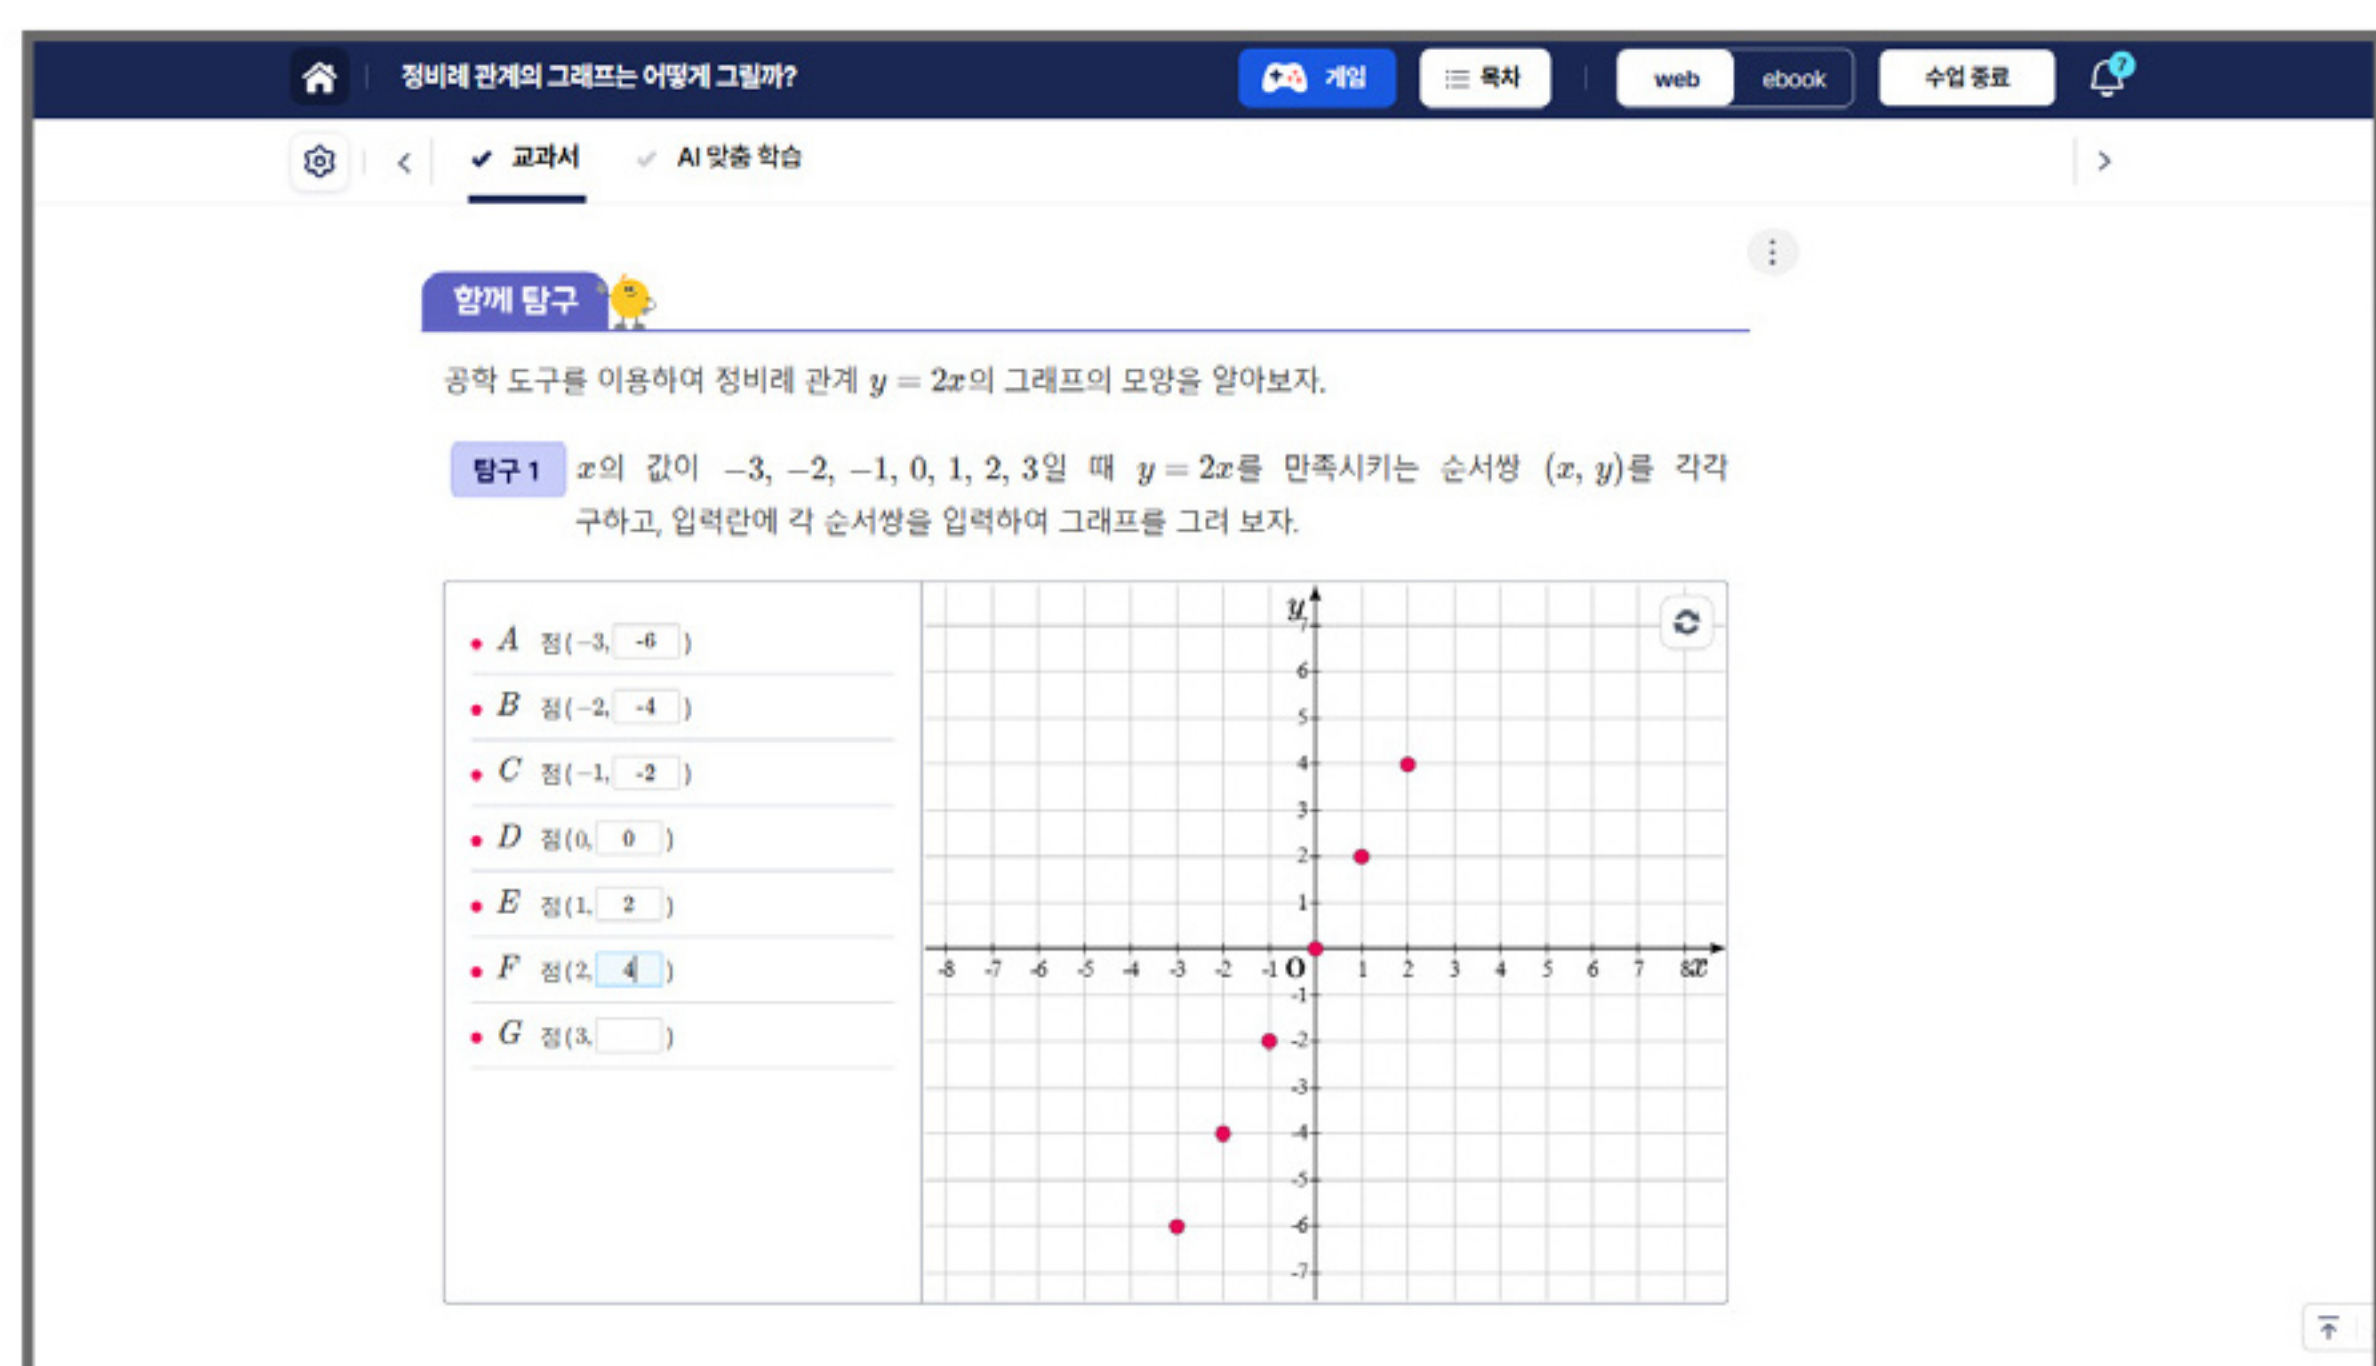 정비례 관계의 그래프는 어떻게 그릴까?
게임
목차
web
ebook
수업 종료
7
교과서
AI 맞춤 학습
함께 탐구
공학 도구를 이용하여 정비례 관계 y = 2x의 그래프의 모양을 알아보자.
탐구 1
x의 값이 −3, −2, −1, 0, 1, 2, 3일 때 y = 2x를 만족시키는 순서쌍 (x, y)를 각각
구하고, 입력란에 각 순서쌍을 입력하여 그래프를 그려 보자.
A 점(−3, -6 )
B 점(−2, -4 )
C 점(−1, -2 )
D 점(0, 0 )
E 점(1, 2 )
F 점(2, 4 )
G 점(3, )
y
7
6
5
4
3
2
1
-8 -7 -6 -5 -4 -3 -2 -1 O 1 2 3 4 5 6 7 8 x
-1
-2
-3
-4
-5
-6
-7